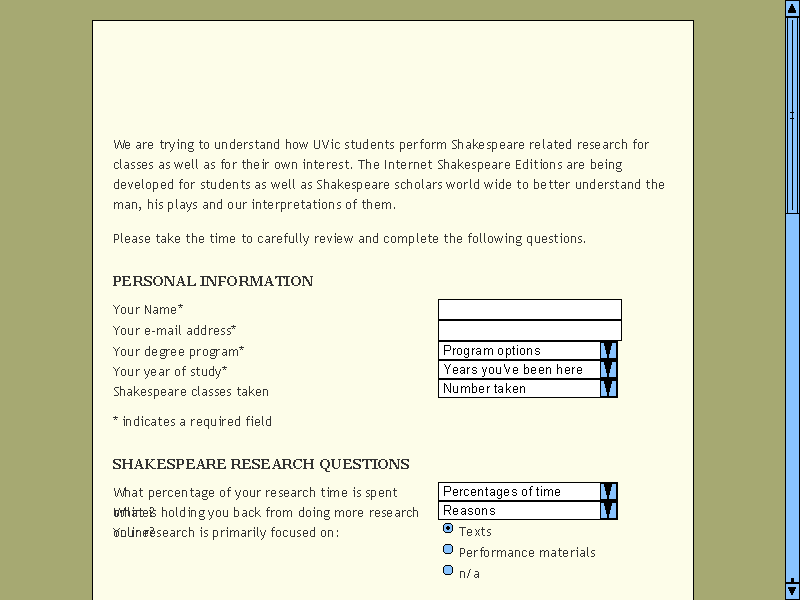 We are trying to understand how UVic students perform Shakespeare related research for
classes as well as for their own interest. The Internet Shakespeare Editions are being
developed for students as well as Shakespeare scholars world wide to better understand the
man, his plays and our interpretations of them.
Please take the time to carefully review and complete the following questions.
PERSONAL INFORMATION
Your Name*
Your e-mail address*
Your degree program* Program options
Your year of study* Years you've been here
Shakespeare classes taken Number taken
* indicates a required field
SHAKESPEARE RESEARCH QUESTIONS
What percentage of your research time is spent Percentages of time
What is holding you back from doing more research Reasons
Your research is primarily focused on: Texts
Performance materials
n/a